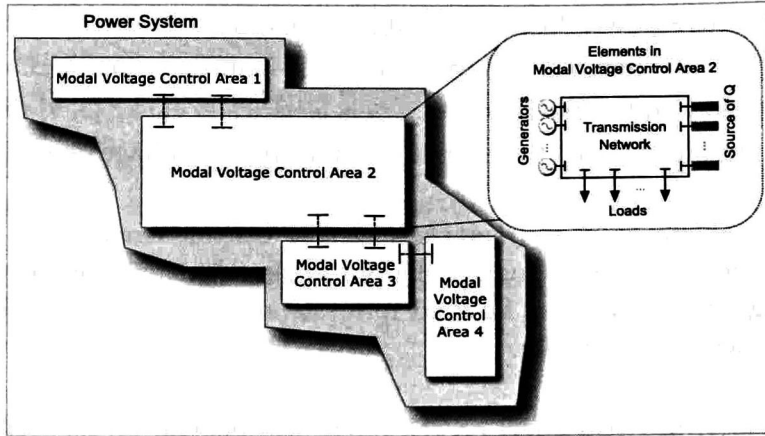 Power System
Modal Voltage Control Area 1
Modal Voltage Control Area 2
Modal Voltage
Control Area 3
Modal
Voltage
Control
Area 4
Elements in
Modal Voltage Control Area 2
Generators
Transmission
Network
Source of Q
...
...
...
Loads